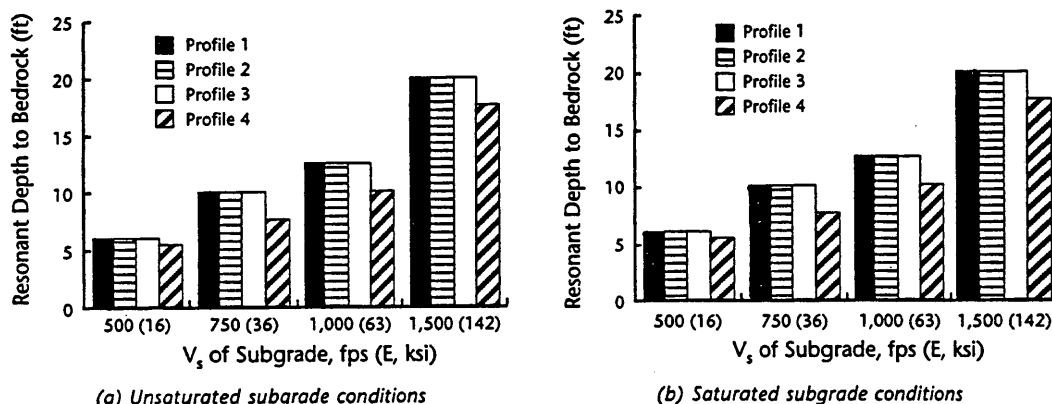 25
20
15
10
5
0
Resonant Depth to Bedrock (ft)
Profile 1
Profile 2
Profile 3
Profile 4
500 (16)
750 (36)
1,000 (63)
1,500 (142)
Vs of Subgrade, fps (E, ksi)
(a) Unsaturated subgrade conditions
25
20
15
10
5
0
Resonant Depth to Bedrock (ft)
Profile 1
Profile 2
Profile 3
Profile 4
500 (16)
750 (36)
1,000 (63)
1,500 (142)
Vs of Subgrade, fps (E, ksi)
(b) Saturated subgrade conditions